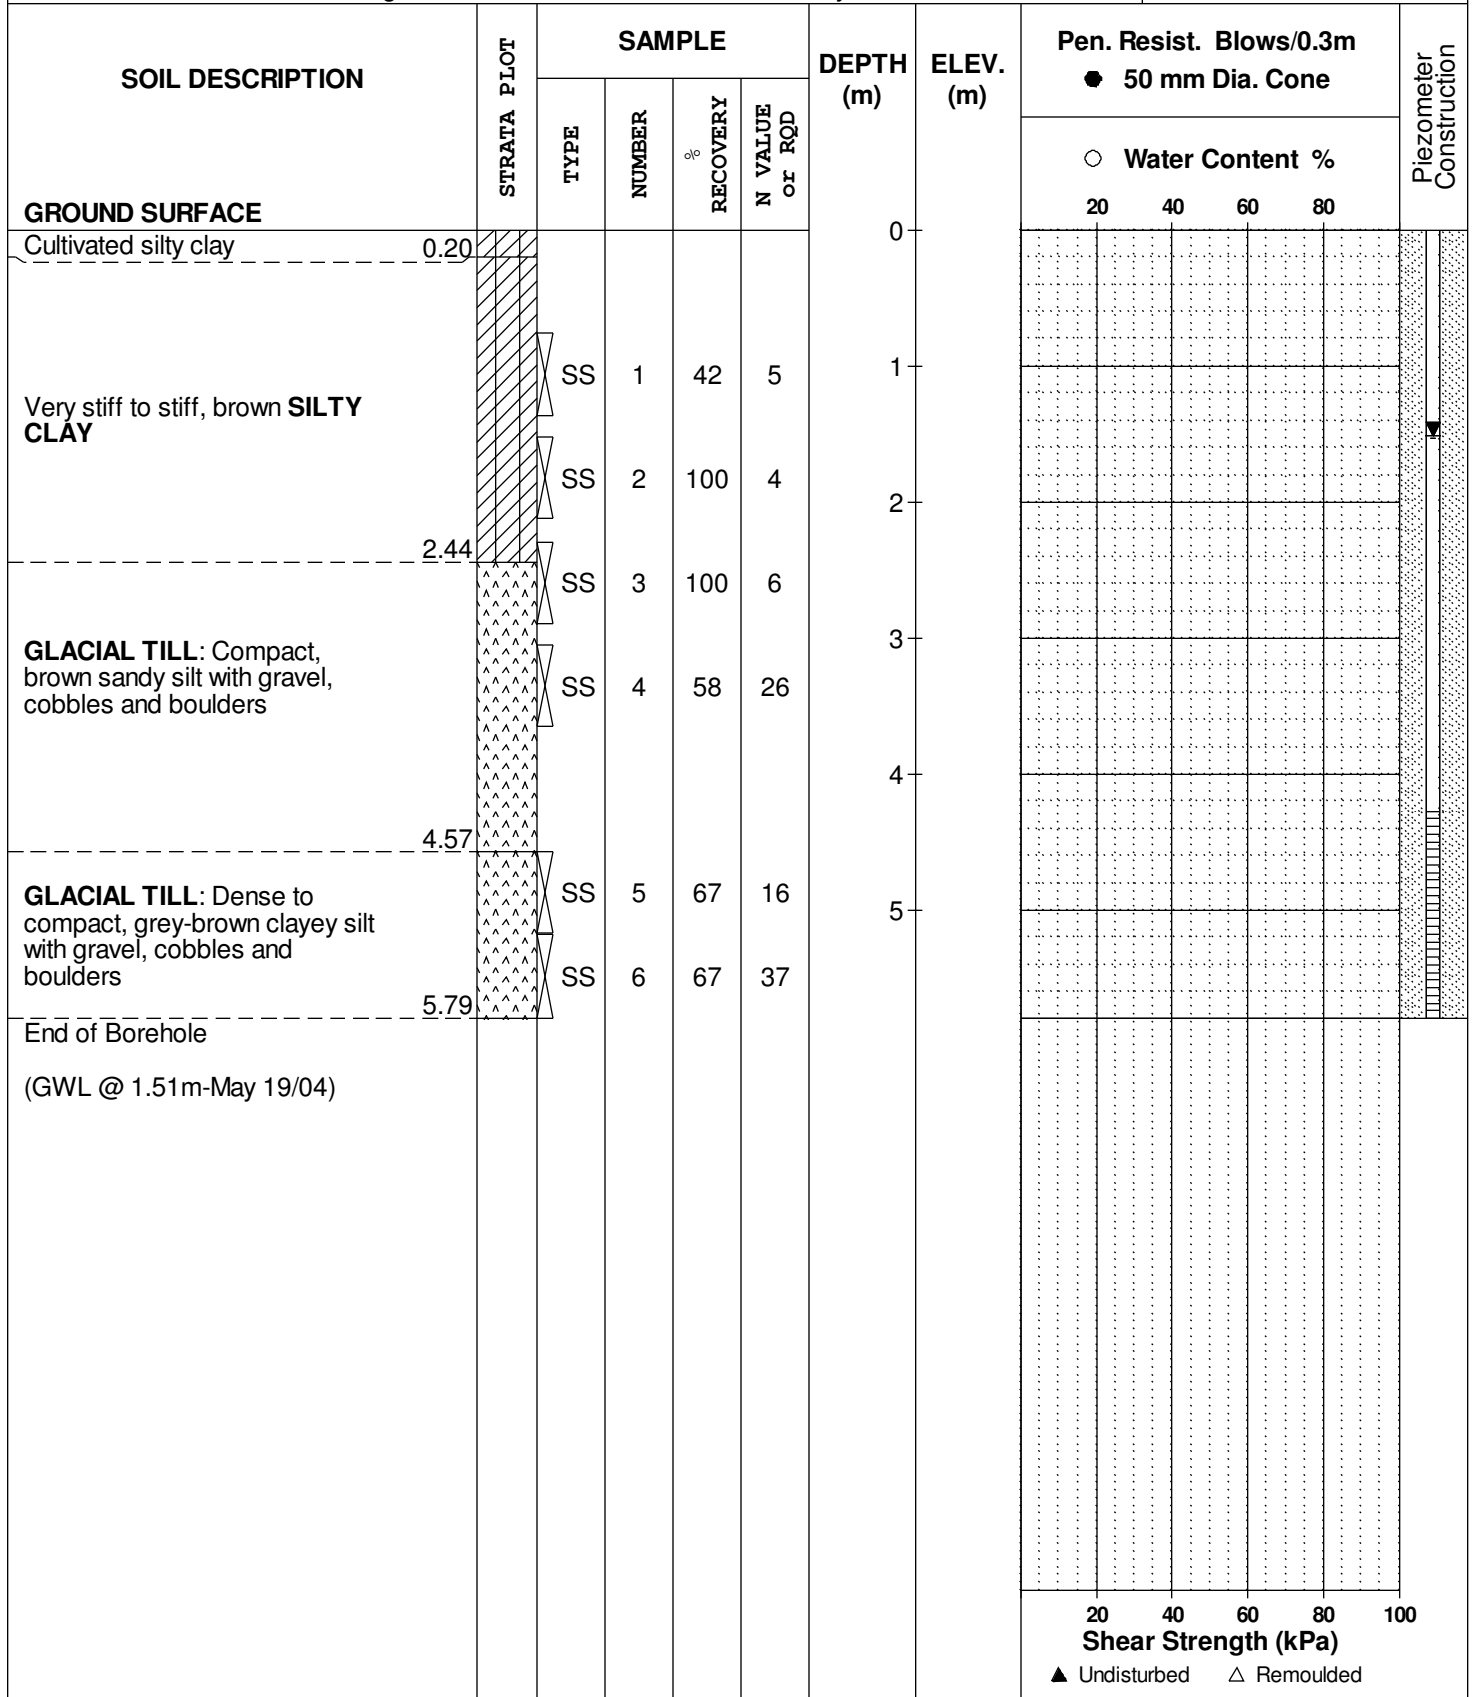 SOIL DESCRIPTION
GROUND SURFACE
STRATA PLOT
SAMPLE
TYPE
NUMBER
%
RECOVERY
N VALUE
or RQD
DEPTH
(m)
ELEV.
(m)
Pen. Resist. Blows/0.3m
● 50 mm Dia. Cone
○ Water Content %
20 40 60 80
Piezometer
Construction
0
Cultivated silty clay 0.20
1
SS 1 42 5
Very stiff to stiff, brown SILTY
CLAY
SS 2 100 4
2
2.44
SS 3 100 6
3
GLACIAL TILL: Compact,
brown sandy silt with gravel,
cobbles and boulders
SS 4 58 26
4
4.57
GLACIAL TILL: Dense to
compact, grey-brown clayey silt
with gravel, cobbles and
boulders
SS 5 67 16
5
SS 6 67 37
5.79
End of Borehole
(GWL @ 1.51m-May 19/04)
20 40 60 80 100
Shear Strength (kPa)
▲ Undisturbed △ Remoulded